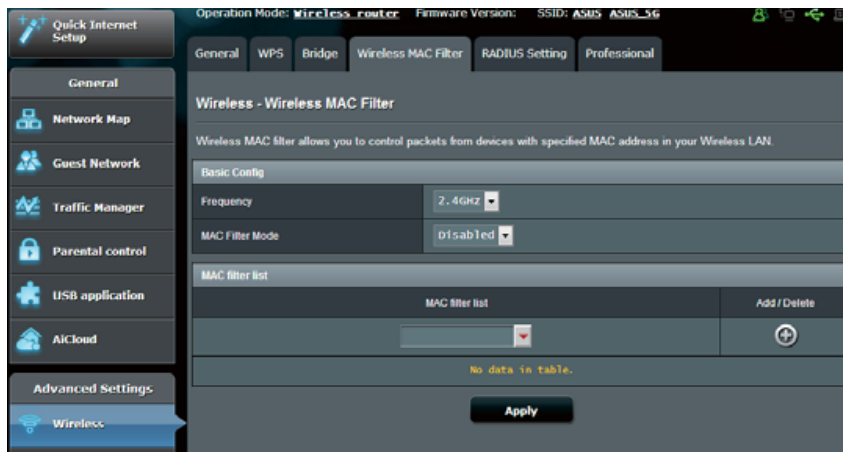 Quick Internet
Setup
General
Network Map
Guest Network
Traffic Manager
Parental control
USB application
AiCloud
Advanced Settings
Wireless
Operation Mode: Wireless router Firmware Version: SSID: ASUS ASUS_5G
General WPS Bridge Wireless MAC Filter RADIUS Setting Professional
Wireless - Wireless MAC Filter
Wireless MAC filter allows you to control packets from devices with specified MAC address in your Wireless LAN.
Basic Config
Frequency 2.4GHz
MAC Filter Mode Disabled
MAC filter list
MAC filter list Add / Delete
No data in table.
Apply